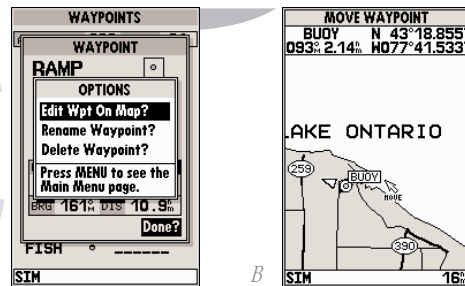 WAYPOINTS
WAYPOINT
RAMP
OPTIONS
Edit Wpt On Map?
Rename Waypoint?
Delete Waypoint?
Press MENU to see the
Main Menu page.
BRG 161° DIS 10.9
Done?
FISH
SIM
B
MOVE WAYPOINT
BUOY N 43°18.855'
093° 2.14 W077°41.533'
LAKE ONTARIO
259
BUOY
MOVE
390
SIM 16